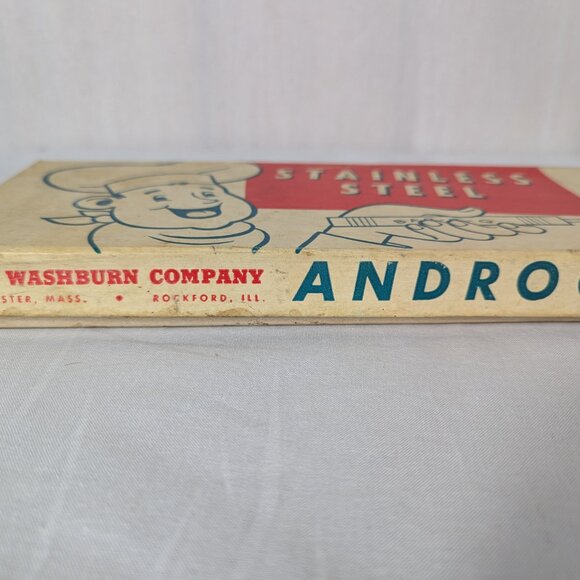 STAINLESS
STEEL
WASHBURN COMPANY
STER, MASS. • ROCKFORD, ILL.
ANDRO